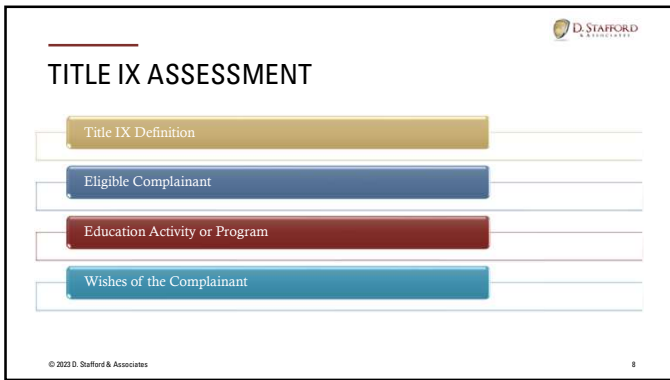 D. STAFFORD
& ASSOCIATES
TITLE IX ASSESSMENT
Title IX Definition
Eligible Complainant
Education Activity or Program
Wishes of the Complainant
© 2023 D. Stafford & Associates
8